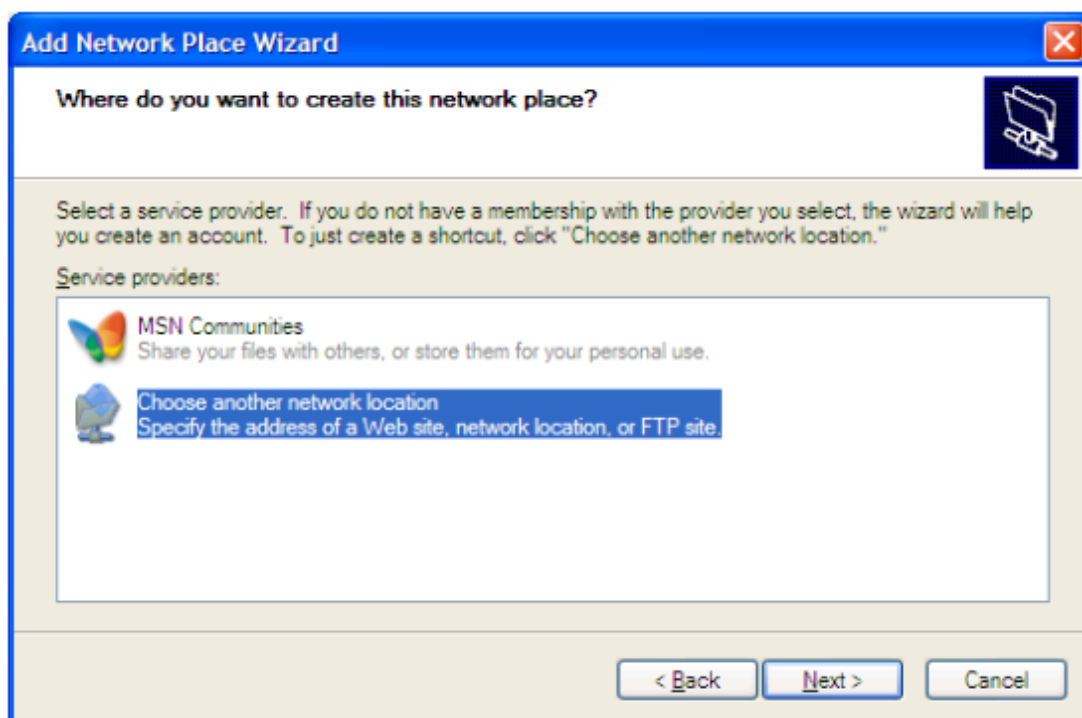 Add Network Place Wizard
Where do you want to create this network place?
Select a service provider. If you do not have a membership with the provider you select, the wizard will help
you create an account. To just create a shortcut, click "Choose another network location."
Service providers:
MSN Communities
Share your files with others, or store them for your personal use.
Choose another network location
Specify the address of a Web site, network location, or FTP site.
< Back Next > Cancel